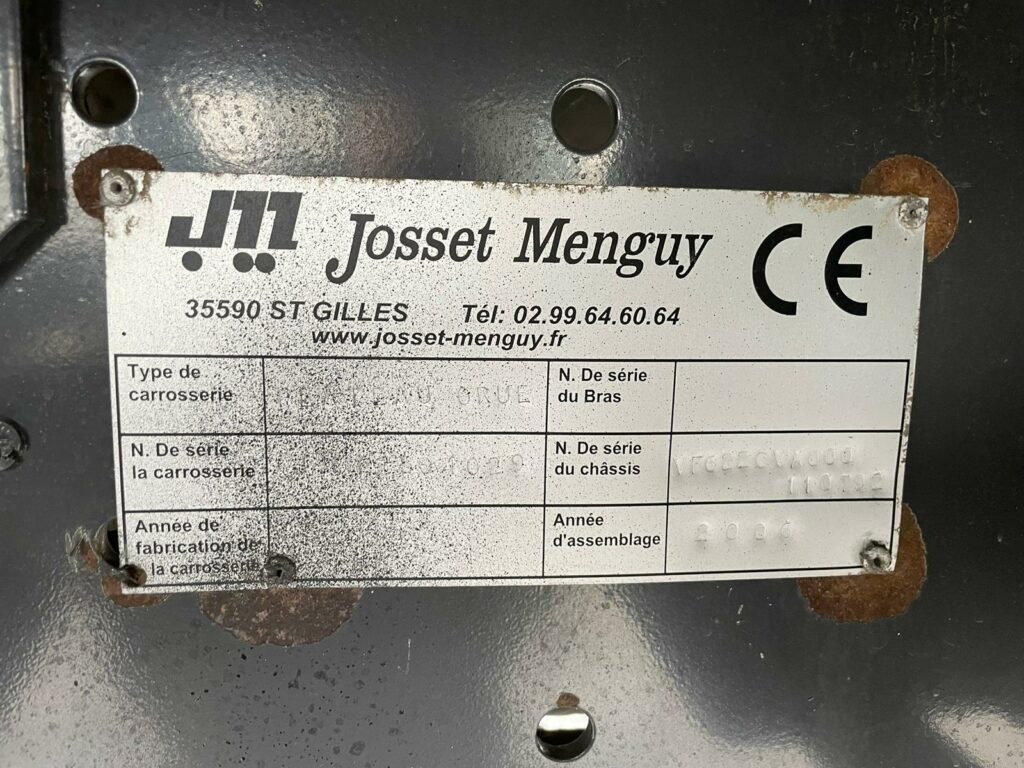 Josset Menguy CE
35590 ST GILLES Tél: 02.99.64.60.64
www.josset-menguy.fr
Type de
carrosserie
GRUE
N. De série
du Bras
N. De série
la carrosserie
N. De série
du châssis
Année de
fabrication de
la carrosserie
Année
d'assemblage
2006